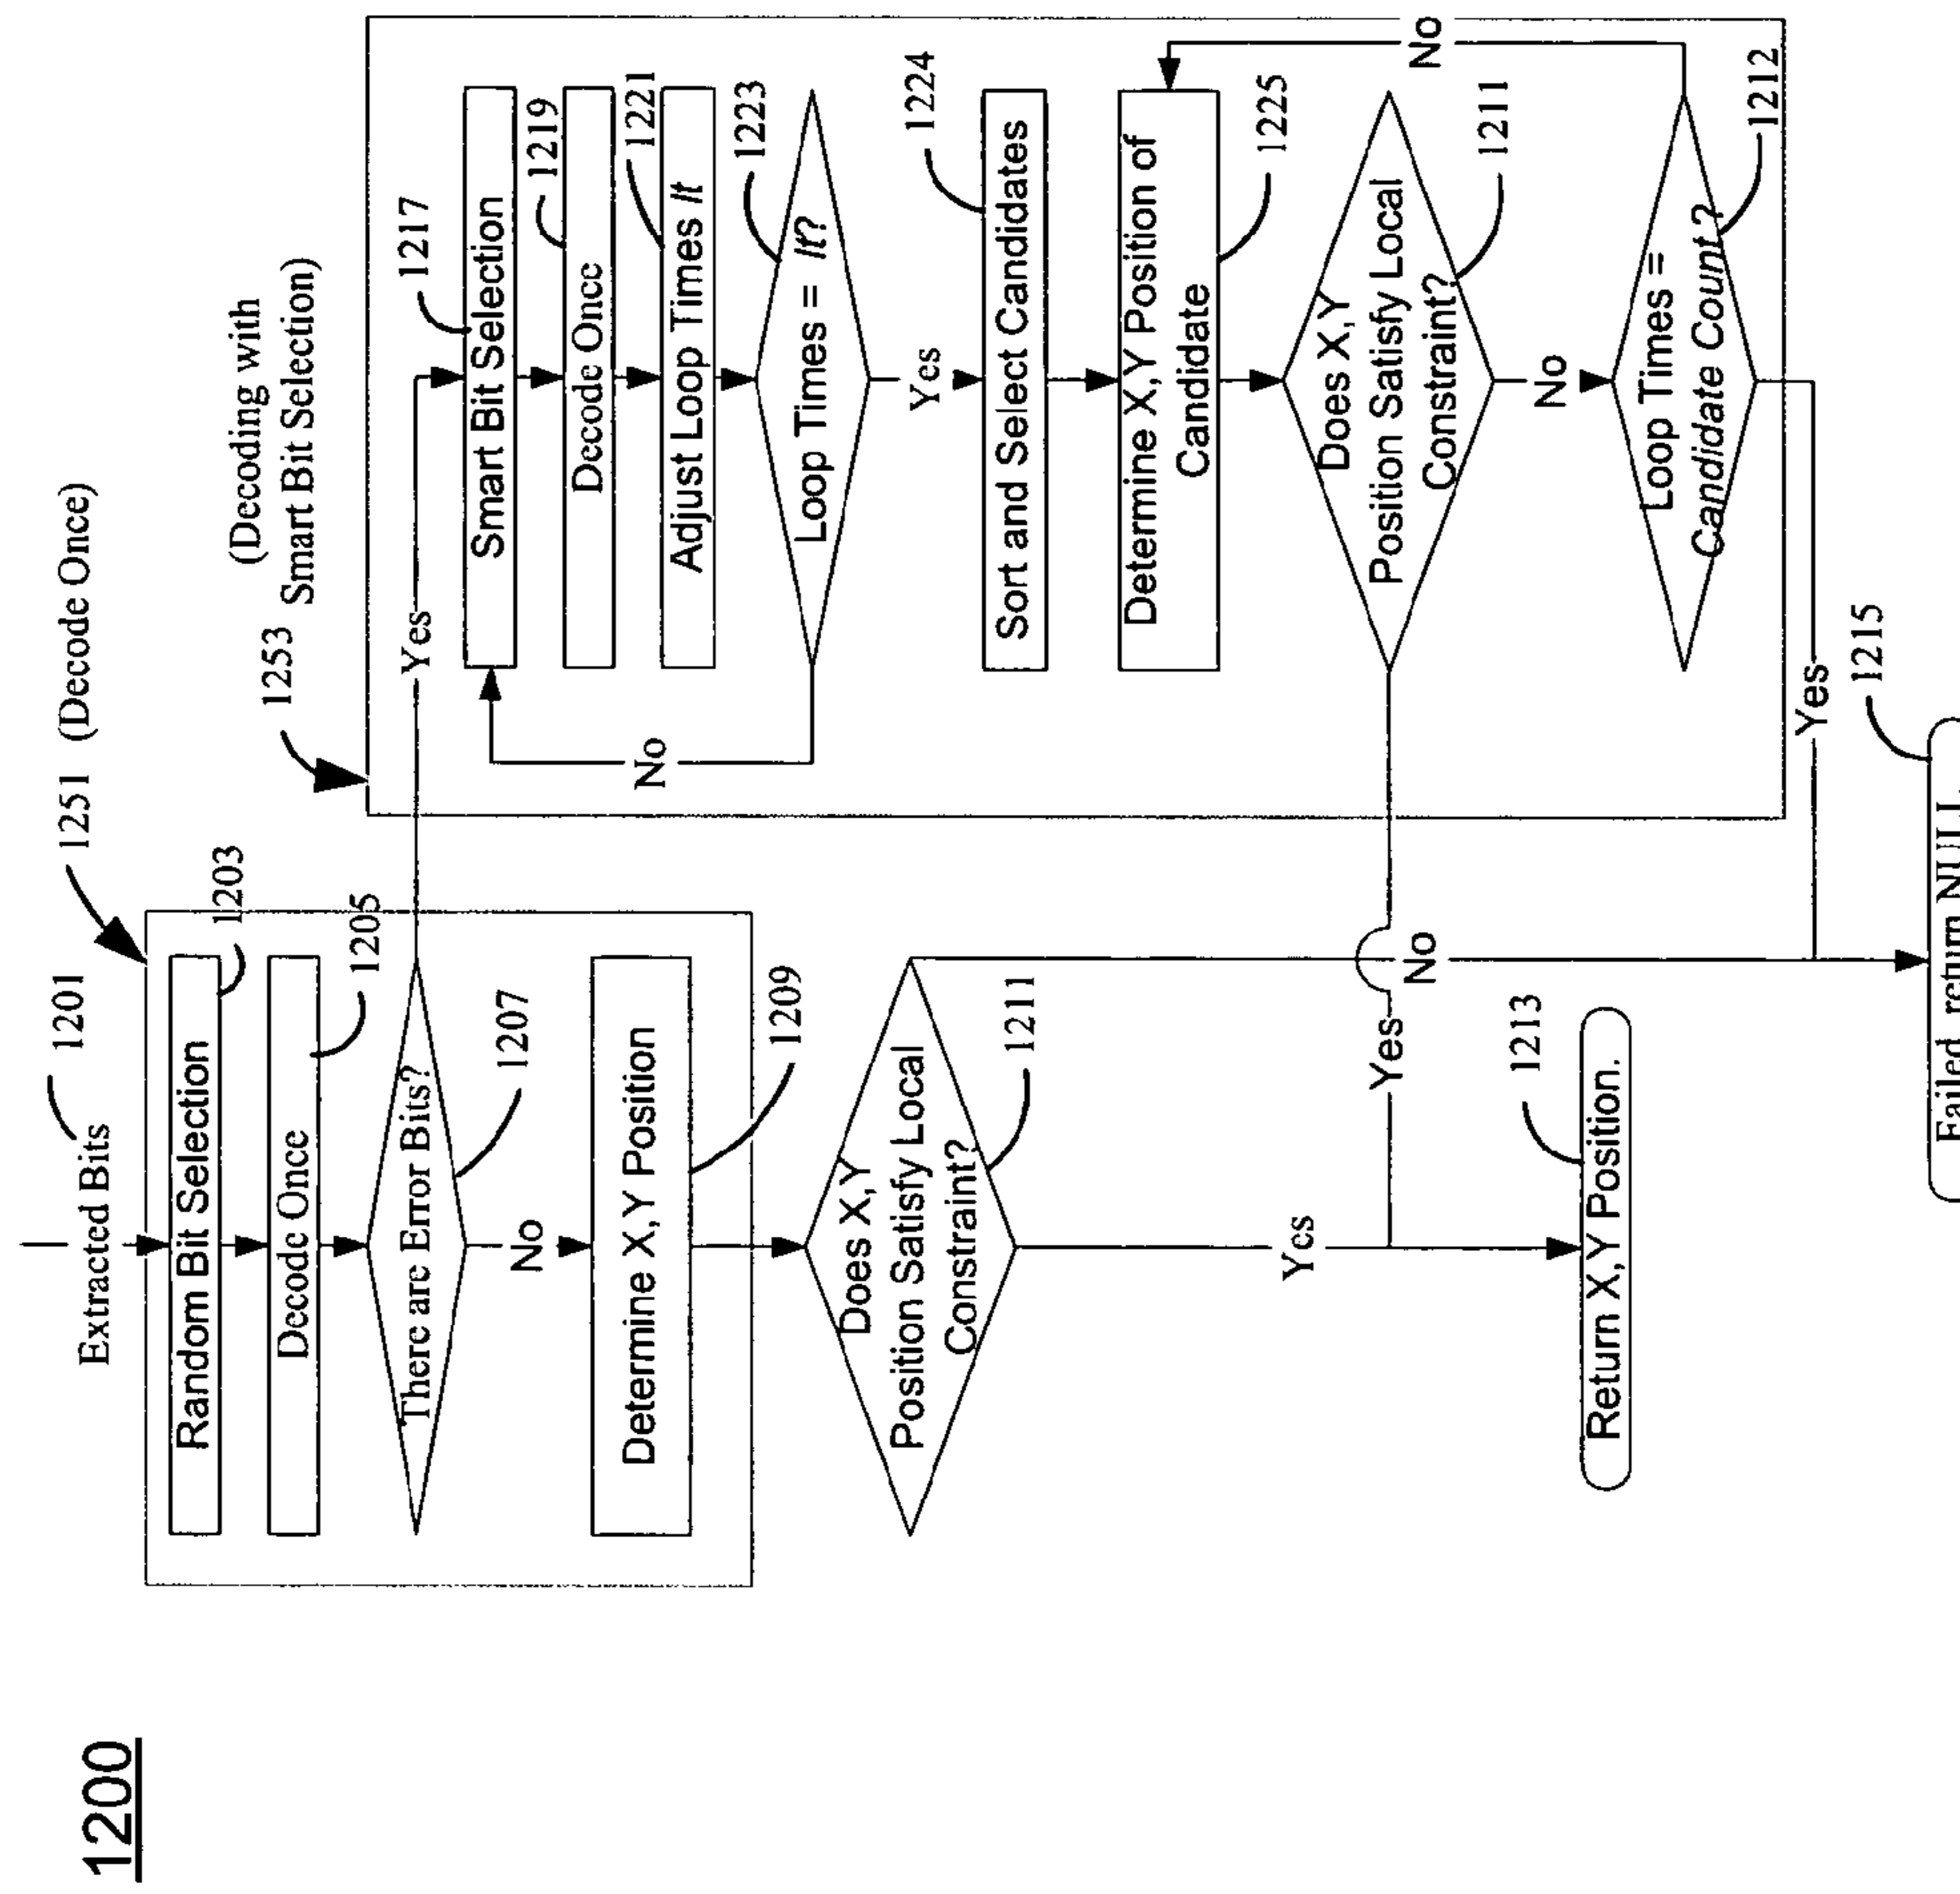 1200
1201
Extracted Bits
1251 (Decode One)
1203
Random Bit Selection
Decode Once
1205
There are Error Bits?
1207
Yes
No
Determine X,Y Position
1209
Does X,Y
Position Satisfy Local
Constraint?
1211
Yes
No
Return X,Y Position.
1213
1253
(Decoding with
Smart Bit Selection)
1217
Smart Bit Selection
1219
Decode Once
1221
Adjust Loop Times lt
1223
Loop Times = lt?
No
Yes
1224
Sort and Select Candidates
Determine X,Y Position of
Candidate
1225
Does X,Y
Position Satisfy Local
Constraint?
1211
Yes
No
Loop Times =
Candidate Count?
1212
No
Yes
1215
Failed, return NULL